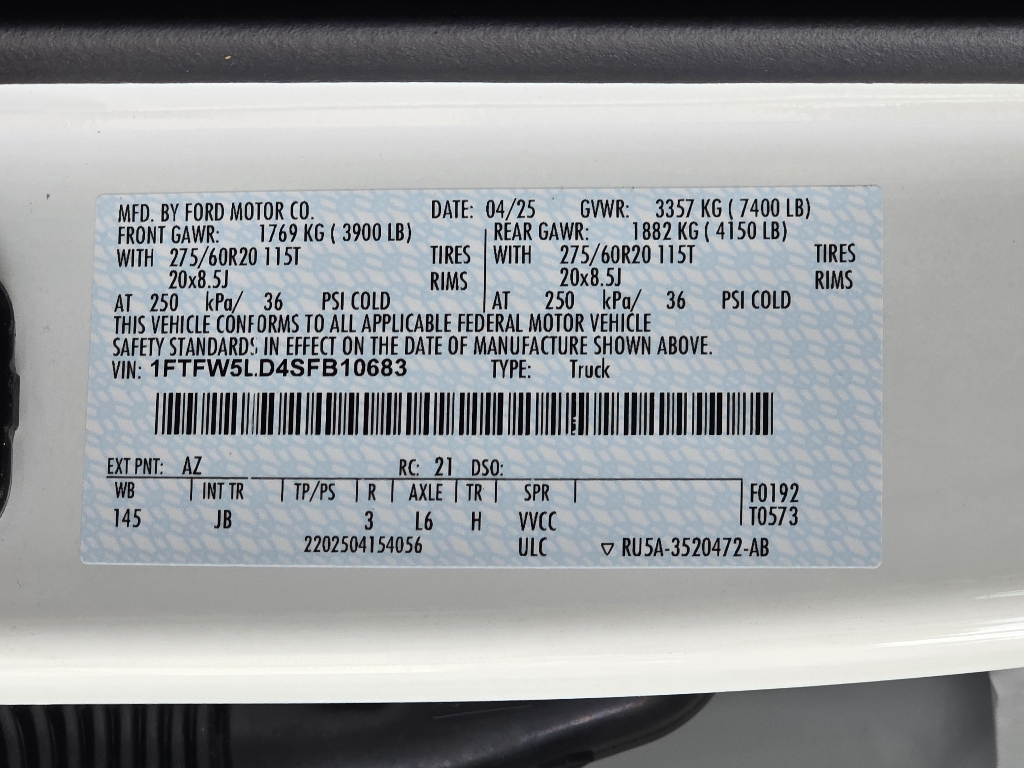 MFD. BY FORD MOTOR CO. DATE: 04/25 GVWR: 3357 KG ( 7400 LB)
FRONT GAWR: 1769 KG ( 3900 LB) REAR GAWR: 1882 KG ( 4150 LB)
WITH 275/60R20 115T TIRES WITH 275/60R20 115T TIRES
20x8.5J RIMS 20x8.5J RIMS
AT 250 kPa/ 36 PSI COLD AT 250 kPa/ 36 PSI COLD
THIS VEHICLE CONFORMS TO ALL APPLICABLE FEDERAL MOTOR VEHICLE
SAFETY STANDARDS IN EFFECT ON THE DATE OF MANUFACTURE SHOWN ABOVE.
VIN: 1FTFW5LD4SFB10683 TYPE: Truck
EXT PNT: AZ RC: 21 DSO:
WB INT TR TP/PS R AXLE TR SPR F0192
145 JB 3 L6 H VVCC T0573
2202504154056 ULC ▽ RU5A-3520472-AB